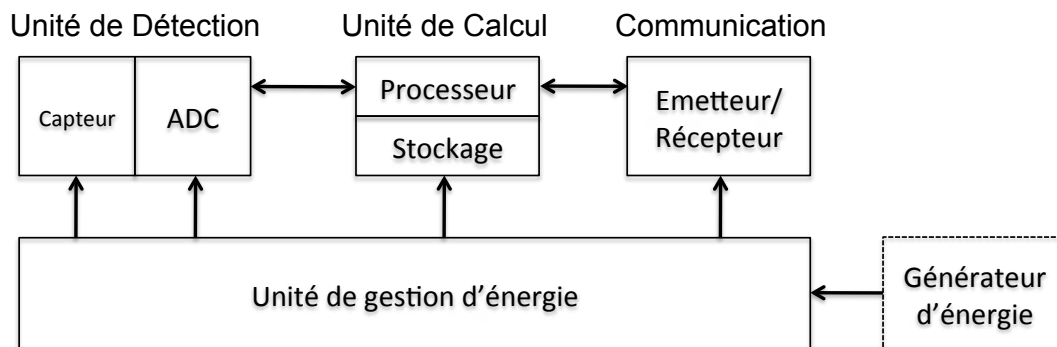 Unité de Détection
Unité de Calcul
Communication
Capteur
ADC
Processeur
Stockage
Emetteur/
Récepteur
Unité de gestion d'énergie
Générateur
d'énergie